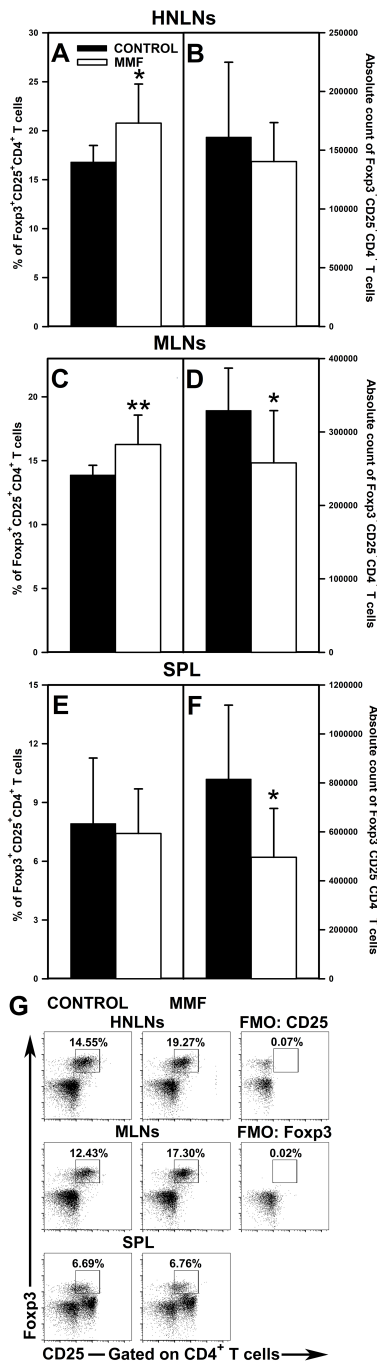 HNLNs
A
B
CONTROL
MMF
*
% of Foxp3+CD25+CD4+ T cells
30
25
20
15
10
5
0
250000
200000
150000
100000
50000
0
Absolute count of Foxp3+CD25+CD4+ T cells
MLNs
C
D
**
*
% of Foxp3+CD25+CD4+ T cells
20
15
10
5
0
400000
300000
200000
100000
0
Absolute count of Foxp3+CD25+CD4+ T cells
SPL
E
F
*
% of Foxp3+CD25+CD4+ T cells
15
12
9
6
3
0
1200000
1000000
800000
600000
400000
200000
0
Absolute count of Foxp3+CD25+CD4+ T cells
G
CONTROL MMF
HNLNs FMO: CD25
14.55% 19.27% 0.07%
MLNs FMO: Foxp3
12.43% 17.30% 0.02%
SPL
6.69% 6.76%
Foxp3
CD25 — Gated on CD4+ T cells